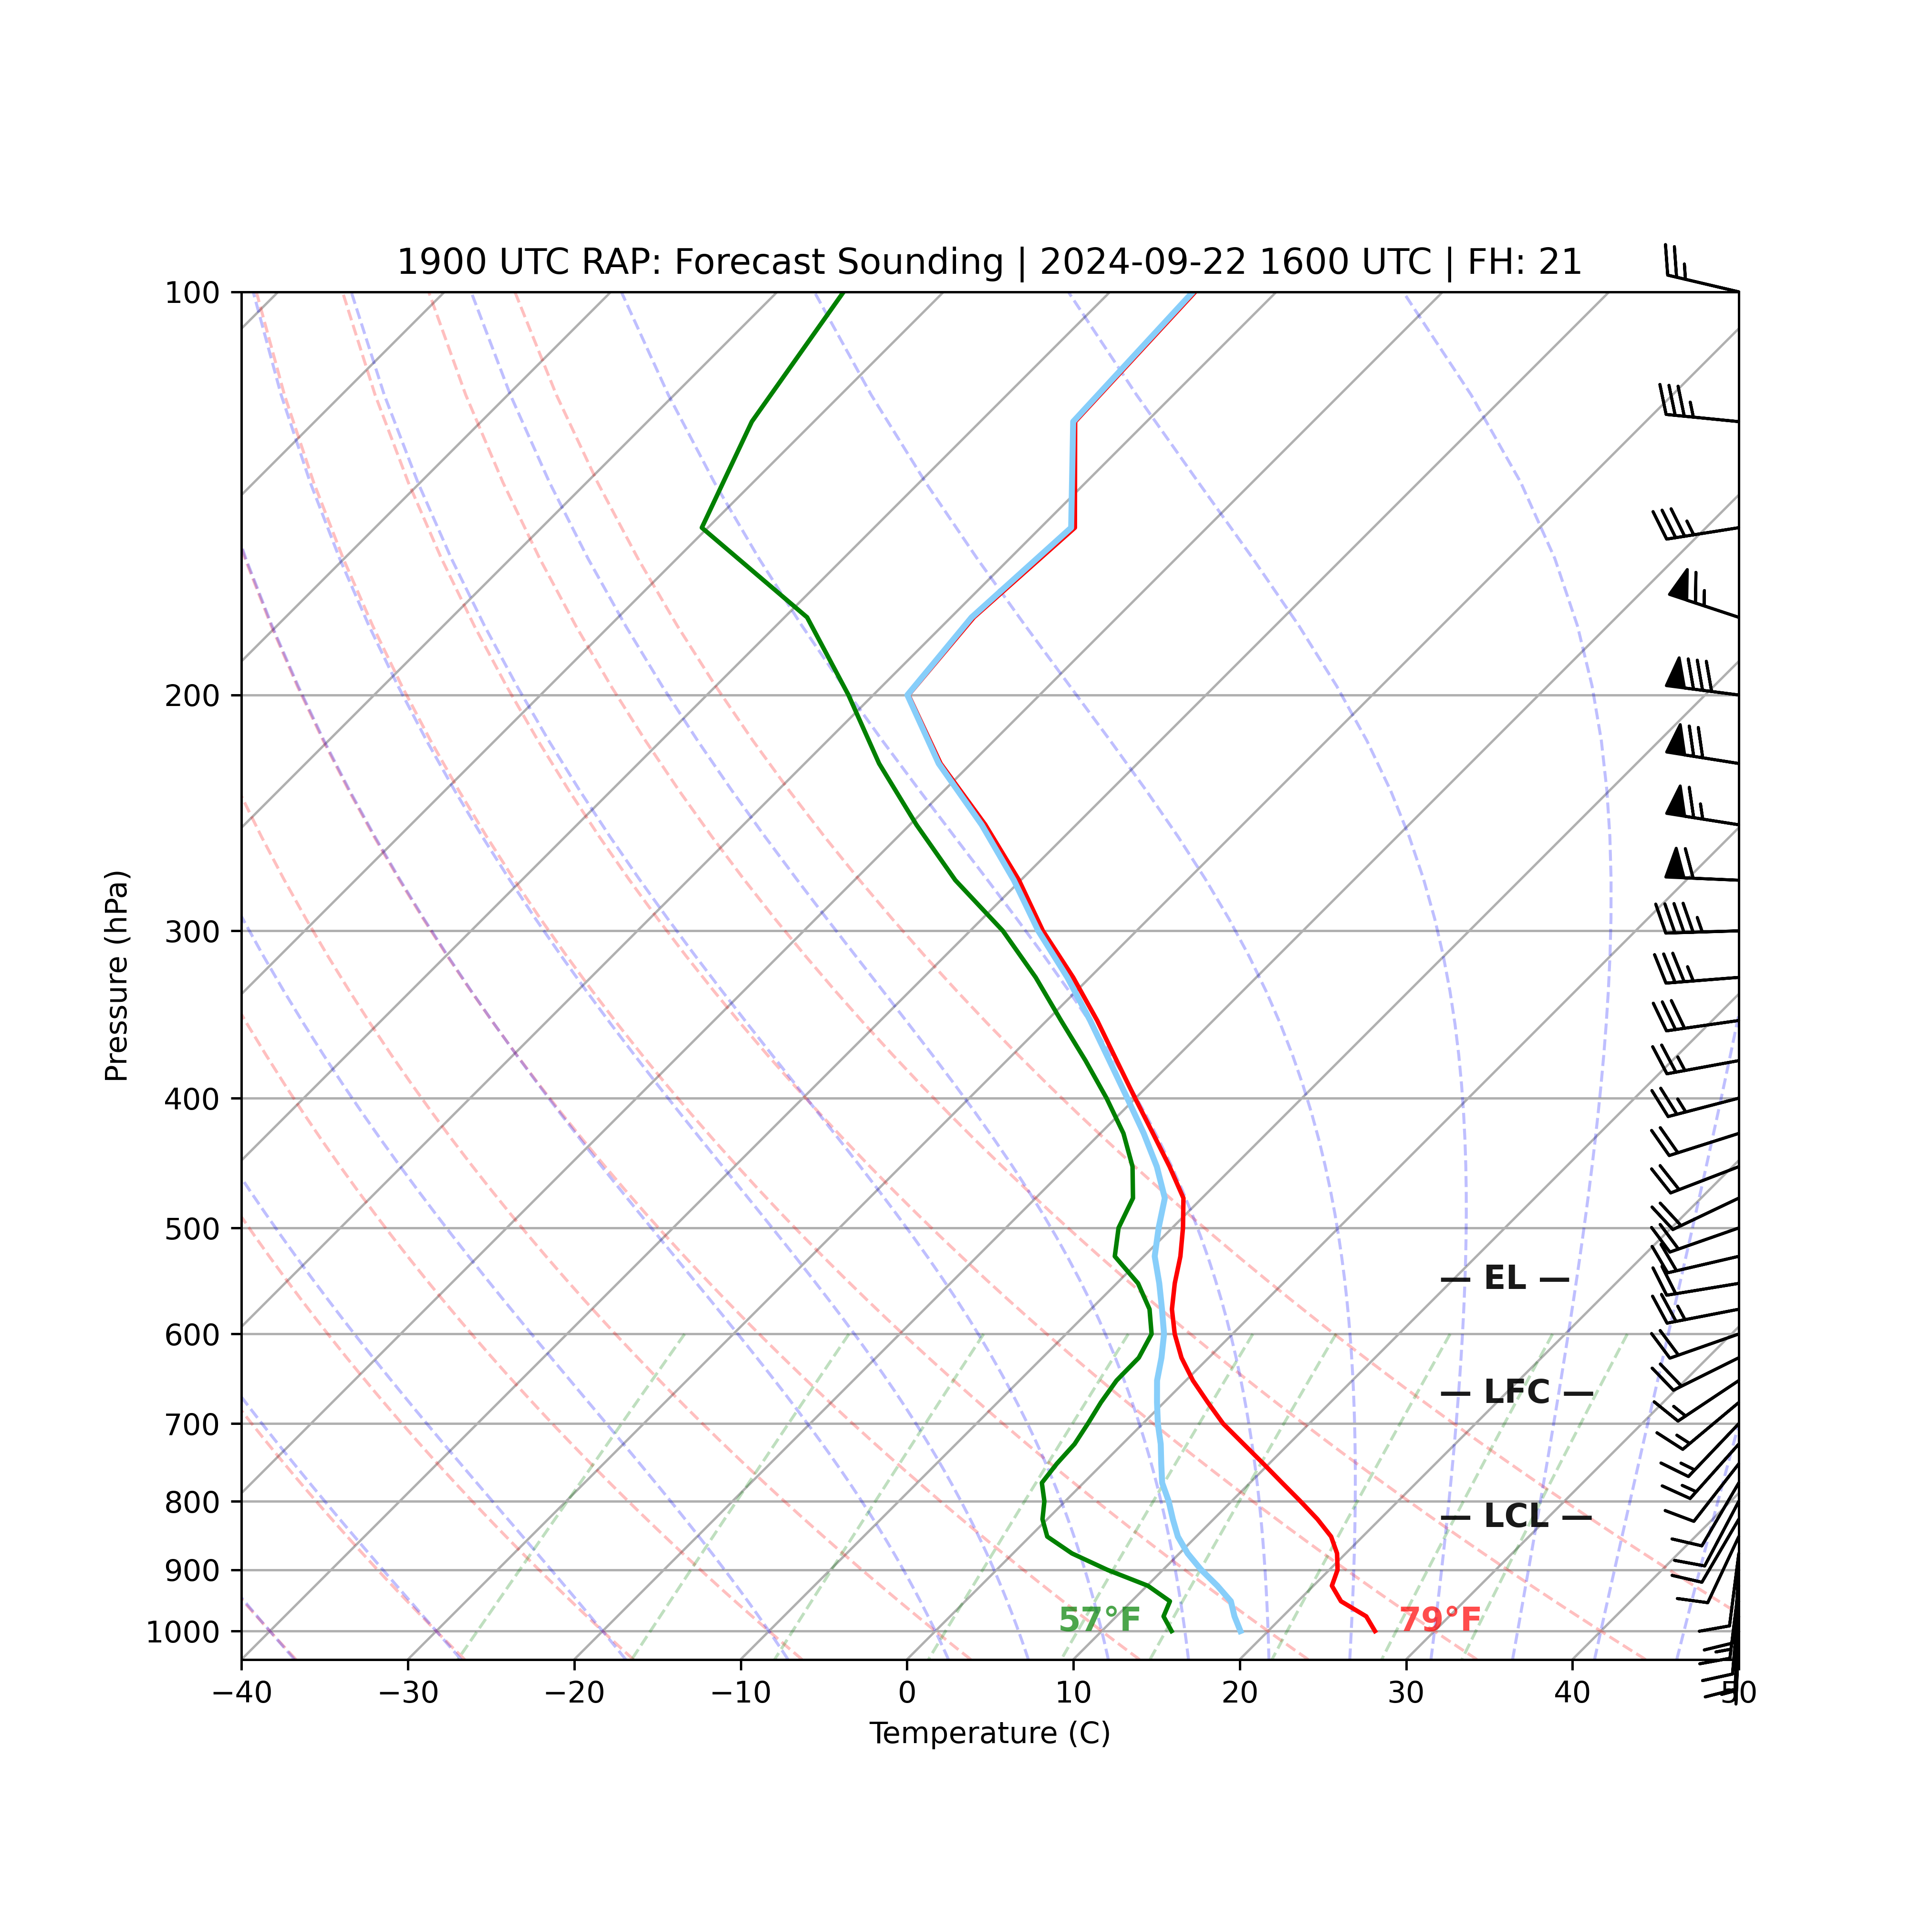 1900 UTC RAP: Forecast Sounding | 2024-09-22 1600 UTC | FH: 21
100
200
300
400
500
600
700
800
900
1000
Pressure (hPa)
— EL —
— LFC —
— LCL —
57°F
79°F
−40 −30 −20 −10 0 10 20 30 40 50
Temperature (C)